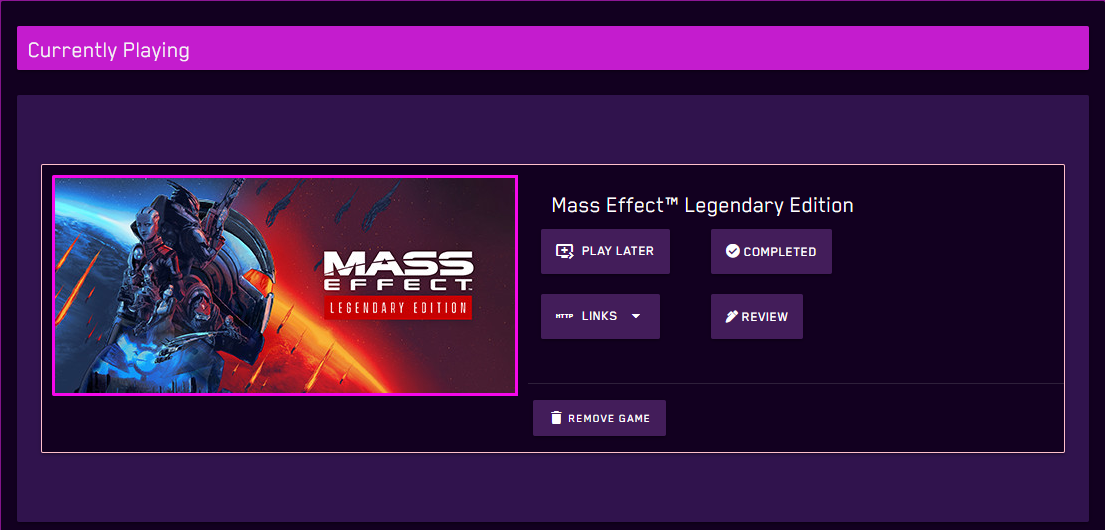 Currently Playing
MASS
EFFECT
LEGENDARY EDITION
Mass Effect™ Legendary Edition
PLAY LATER
COMPLETED
HTTP LINKS
REVIEW
REMOVE GAME